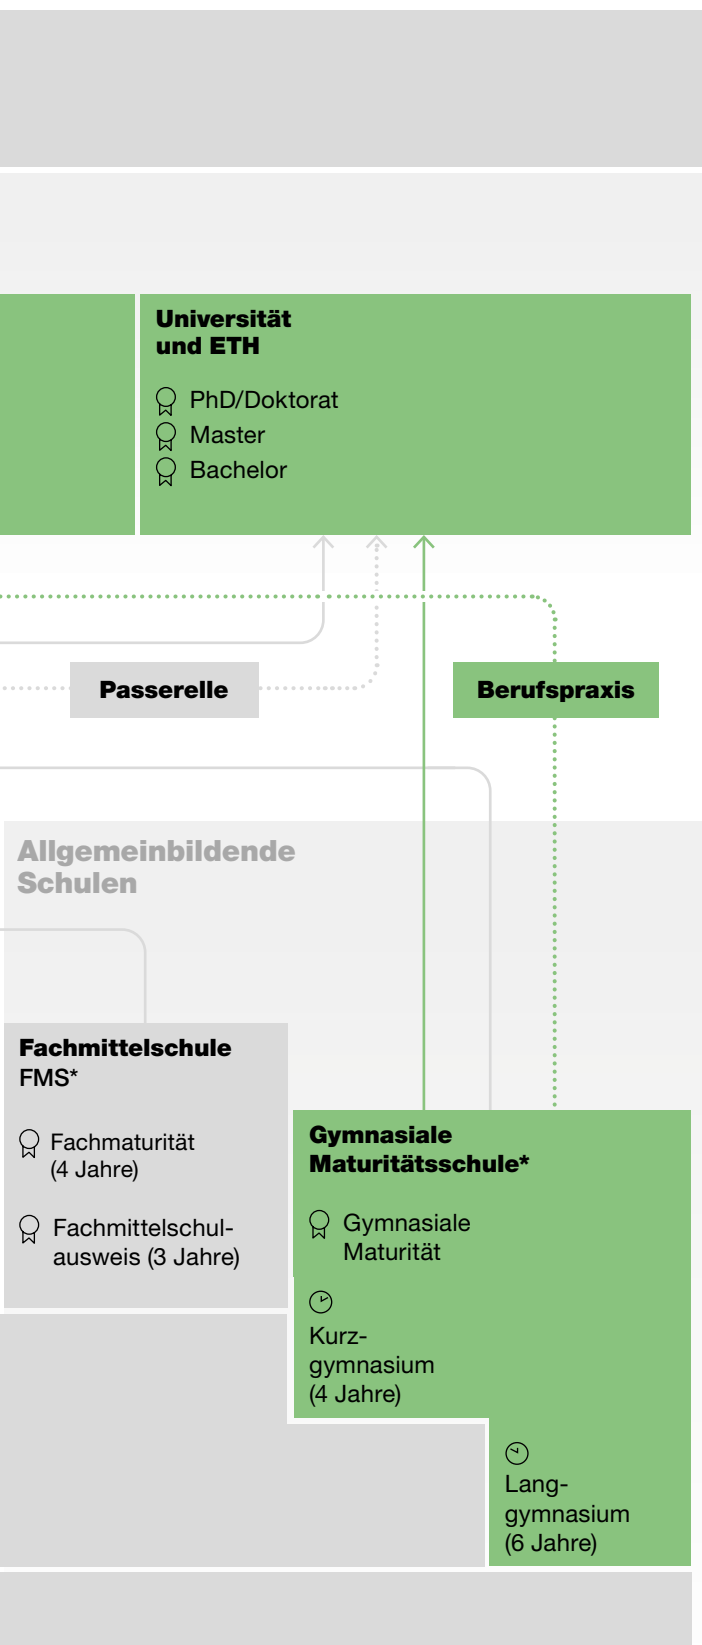 Universität
und ETH
PhD/Doktorat
Master
Bachelor
Passerelle
Berufspraxis
Allgemeinbildende
Schulen
Fachmittelschule
FMS*
Fachmaturität
(4 Jahre)
Fachmittelschul-
ausweis (3 Jahre)
Gymnasiale
Maturitätsschule*
Gymnasiale
Maturität
Kurz-
gymnasium
(4 Jahre)
Lang-
gymnasium
(6 Jahre)